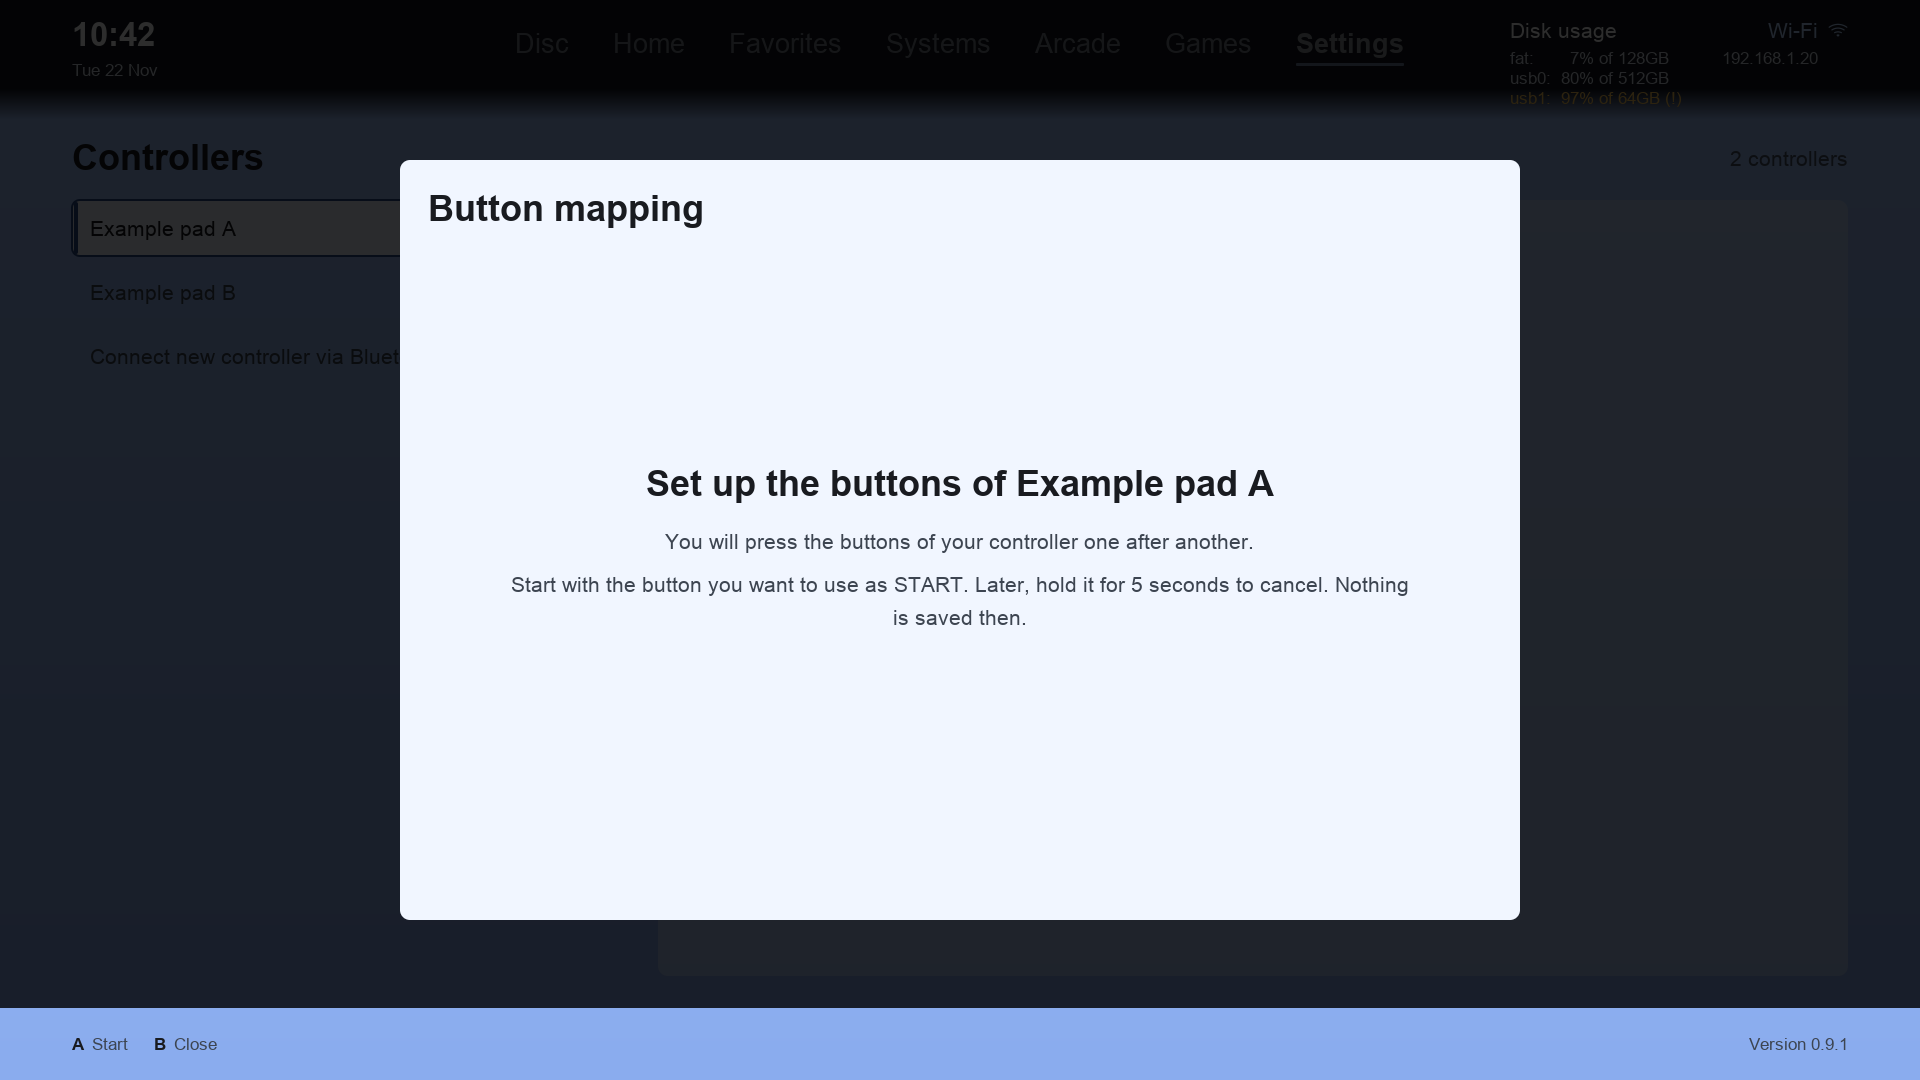 10:42
Tue 22 Nov
Disc Home Favorites Systems Arcade Games Settings
Disk usage
fat: 7% of 128GB
usb0: 80% of 512GB
usb1: 97% of 64GB (!)
Wi-Fi
192.168.1.20
Controllers
2 controllers
Example pad A
Example pad B
Connect new controller via Bluet
Button mapping
Set up the buttons of Example pad A
You will press the buttons of your controller one after another.
Start with the button you want to use as START. Later, hold it for 5 seconds to cancel. Nothing
is saved then.
A Start B Close
Version 0.9.1